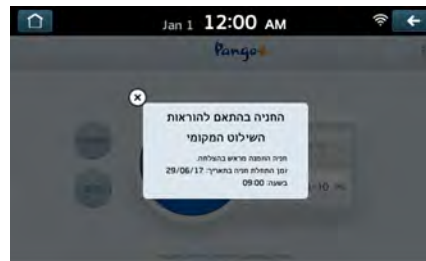 Jan 1 12:00 AM
Pango
החניה בהתאם להוראות
השילוט המקומי
חניה הוזמנה מראש בהצלחה.
זמן התחלת חניה בתאריך: 29/06/17
בשעה: 09:00